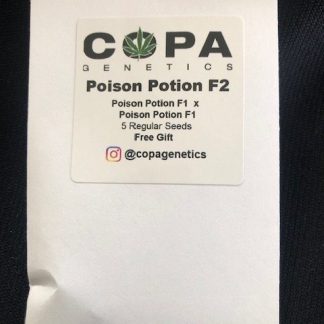 COPA
GENETICS
Poison Potion F2
Poison Potion F1 x
Poison Potion F1
5 Regular Seeds
Free Gift
@copagenetics